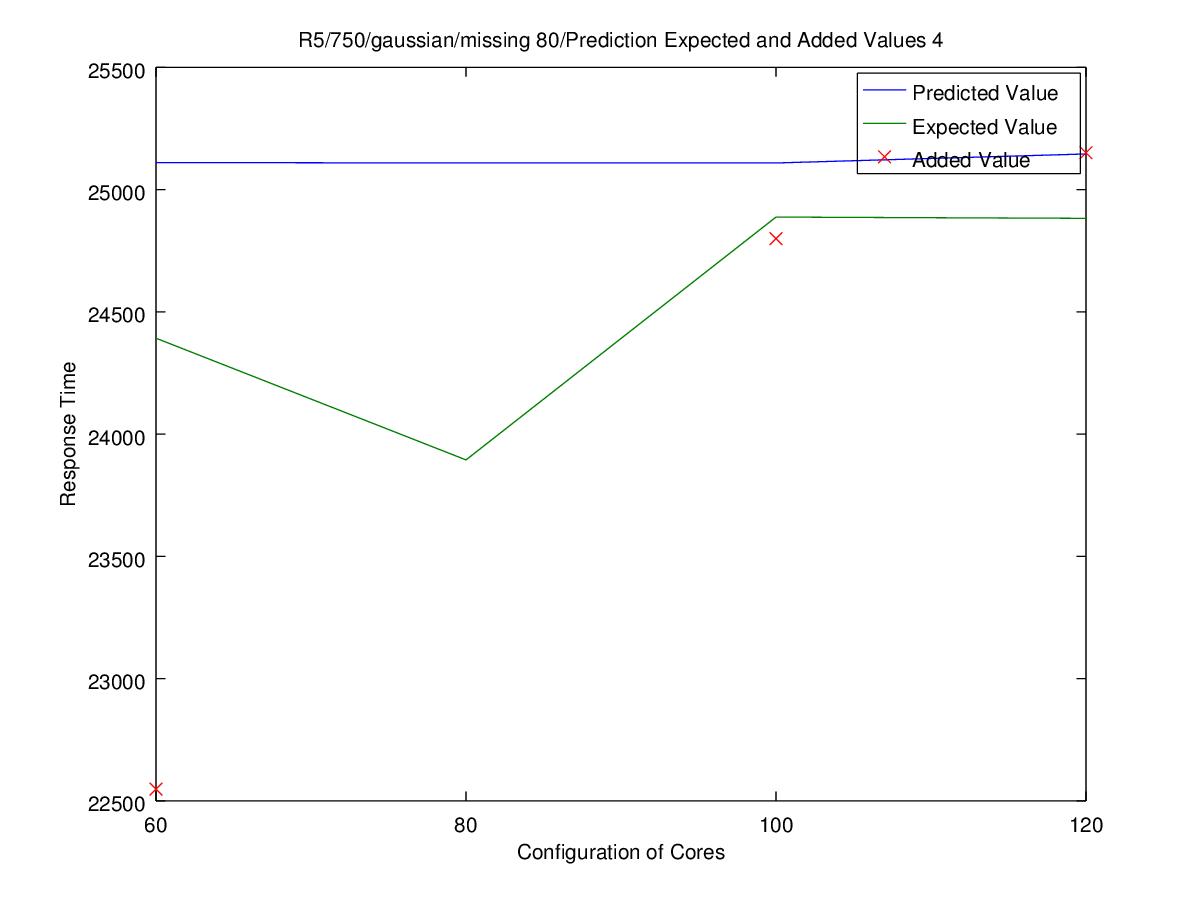 R5/750/gaussian/missing 80/Prediction Expected and Added Values 4
25500
25000
24500
24000
23500
23000
22500
Response Time
Predicted Value
Expected Value
Added Value
60
80
100
120
Configuration of Cores